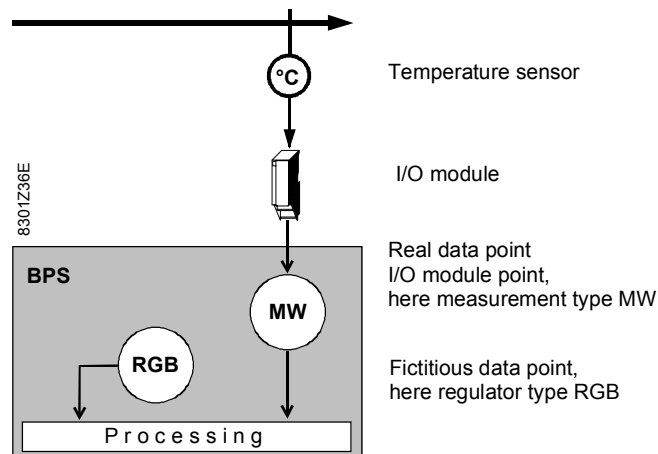 °C
Temperature sensor
8301Z36E
I/O module
Real data point
I/O module point,
here measurement type MW
BPS
MW
RGB
Fictitious data point,
here regulator type RGB
Processing